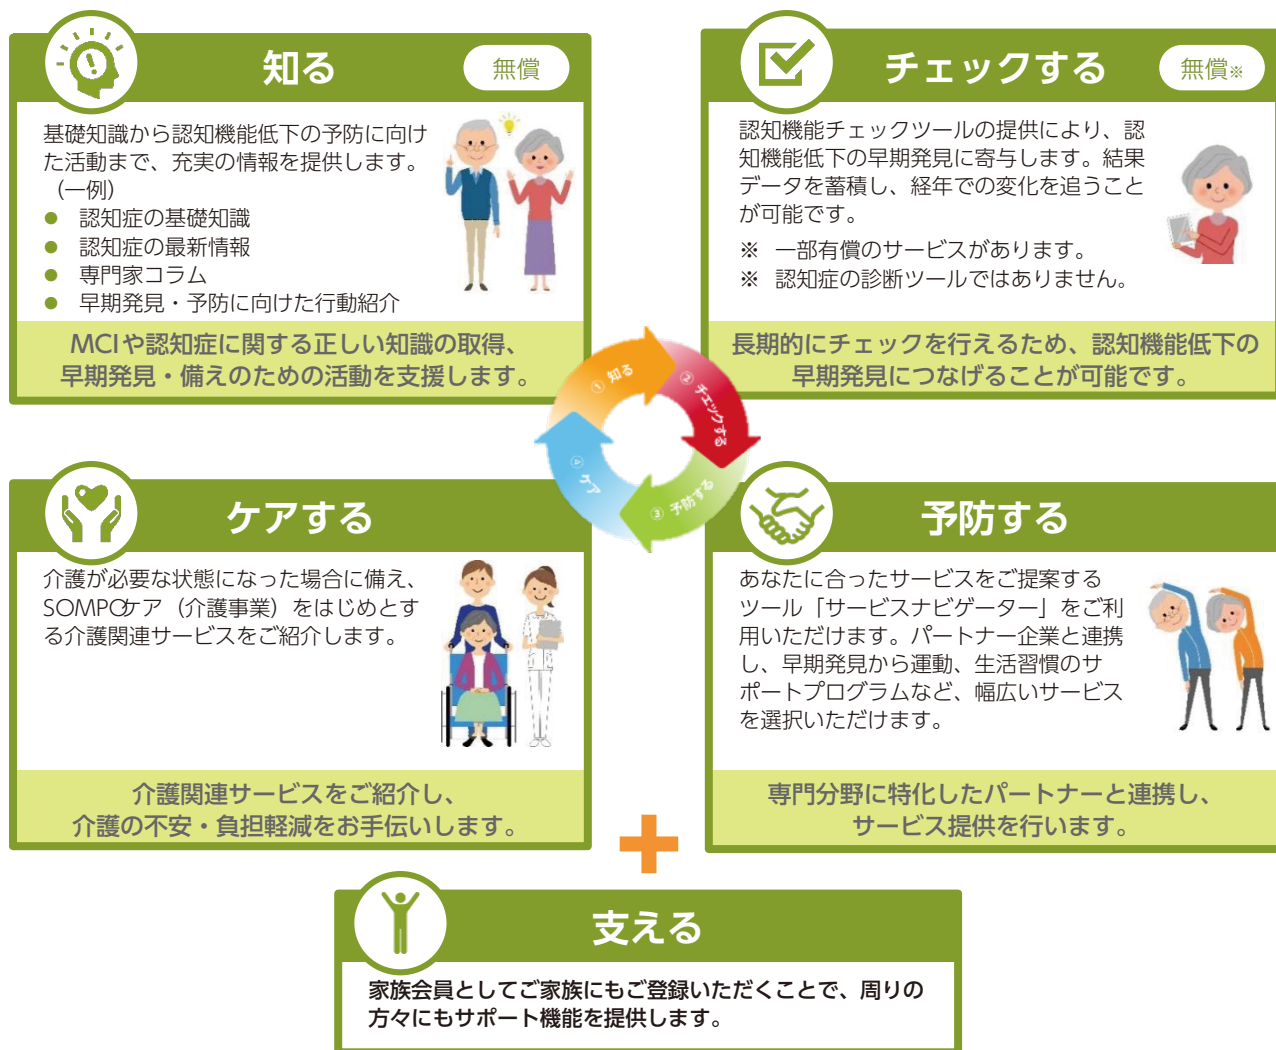 知る
無償
基礎知識から認知機能低下の予防に向け
た活動まで、充実の情報を提供します。
（一例）
● 認知症の基礎知識
● 認知症の最新情報
● 専門家コラム
● 早期発見・予防に向けた行動紹介
MCIや認知症に関する正しい知識の取得、
早期発見・備えのための活動を支援します。
チェックする
無償※
認知機能チェックツールの提供により、認
知機能低下の早期発見に寄与します。結果
データを蓄積し、経年での変化を追うこと
が可能です。
※ 一部有償のサービスがあります。
※ 認知症の診断ツールではありません。
長期的にチェックを行えるため、認知機能低下の
早期発見につなげることが可能です。
① 知る
② チェックする
③ 予防する
④ ケア
ケアする
介護が必要な状態になった場合に備え、
SOMPOケア（介護事業）をはじめとす
る介護関連サービスをご紹介します。
介護関連サービスをご紹介し、
介護の不安・負担軽減をお手伝いします。
予防する
あなたに合ったサービスをご提案する
ツール「サービスナビゲーター」をご利
用いただけます。パートナー企業と連携
し、早期発見から運動、生活習慣のサ
ポートプログラムなど、幅広いサービス
を選択いただけます。
専門分野に特化したパートナーと連携し、
サービス提供を行います。
支える
家族会員としてご家族にもご登録いただくことで、周りの
方々にもサポート機能を提供します。